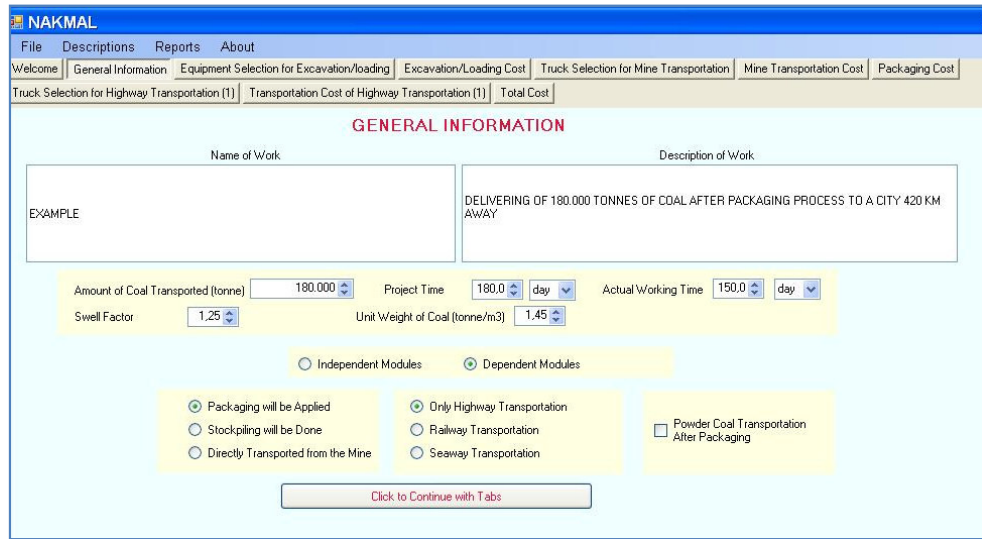 NAKMAL
File Descriptions Reports About
Welcome General Information Equipment Selection for Excavation/loading Excavation/Loading Cost Truck Selection for Mine Transportation Mine Transportation Cost Packaging Cost
Truck Selection for Highway Transportation (1) Transportation Cost of Highway Transportation (1) Total Cost
GENERAL INFORMATION
Name of Work Description of Work
EXAMPLE
DELIVERING OF 180.000 TONNES OF COAL AFTER PACKAGING PROCESS TO A CITY 420 KM
AWAY
Amount of Coal Transported (tonne) 180.000 Project Time 180,0 day Actual Working Time 150,0 day
Swell Factor 1,25 Unit Weight of Coal (tonne/m3) 1,45
Independent Modules Dependent Modules
Packaging will be Applied Only Highway Transportation
Stockpiling will be Done Railway Transportation
Directly Transported from the Mine Seaway Transportation
Powder Coal Transportation
After Packaging
Click to Continue with Tabs